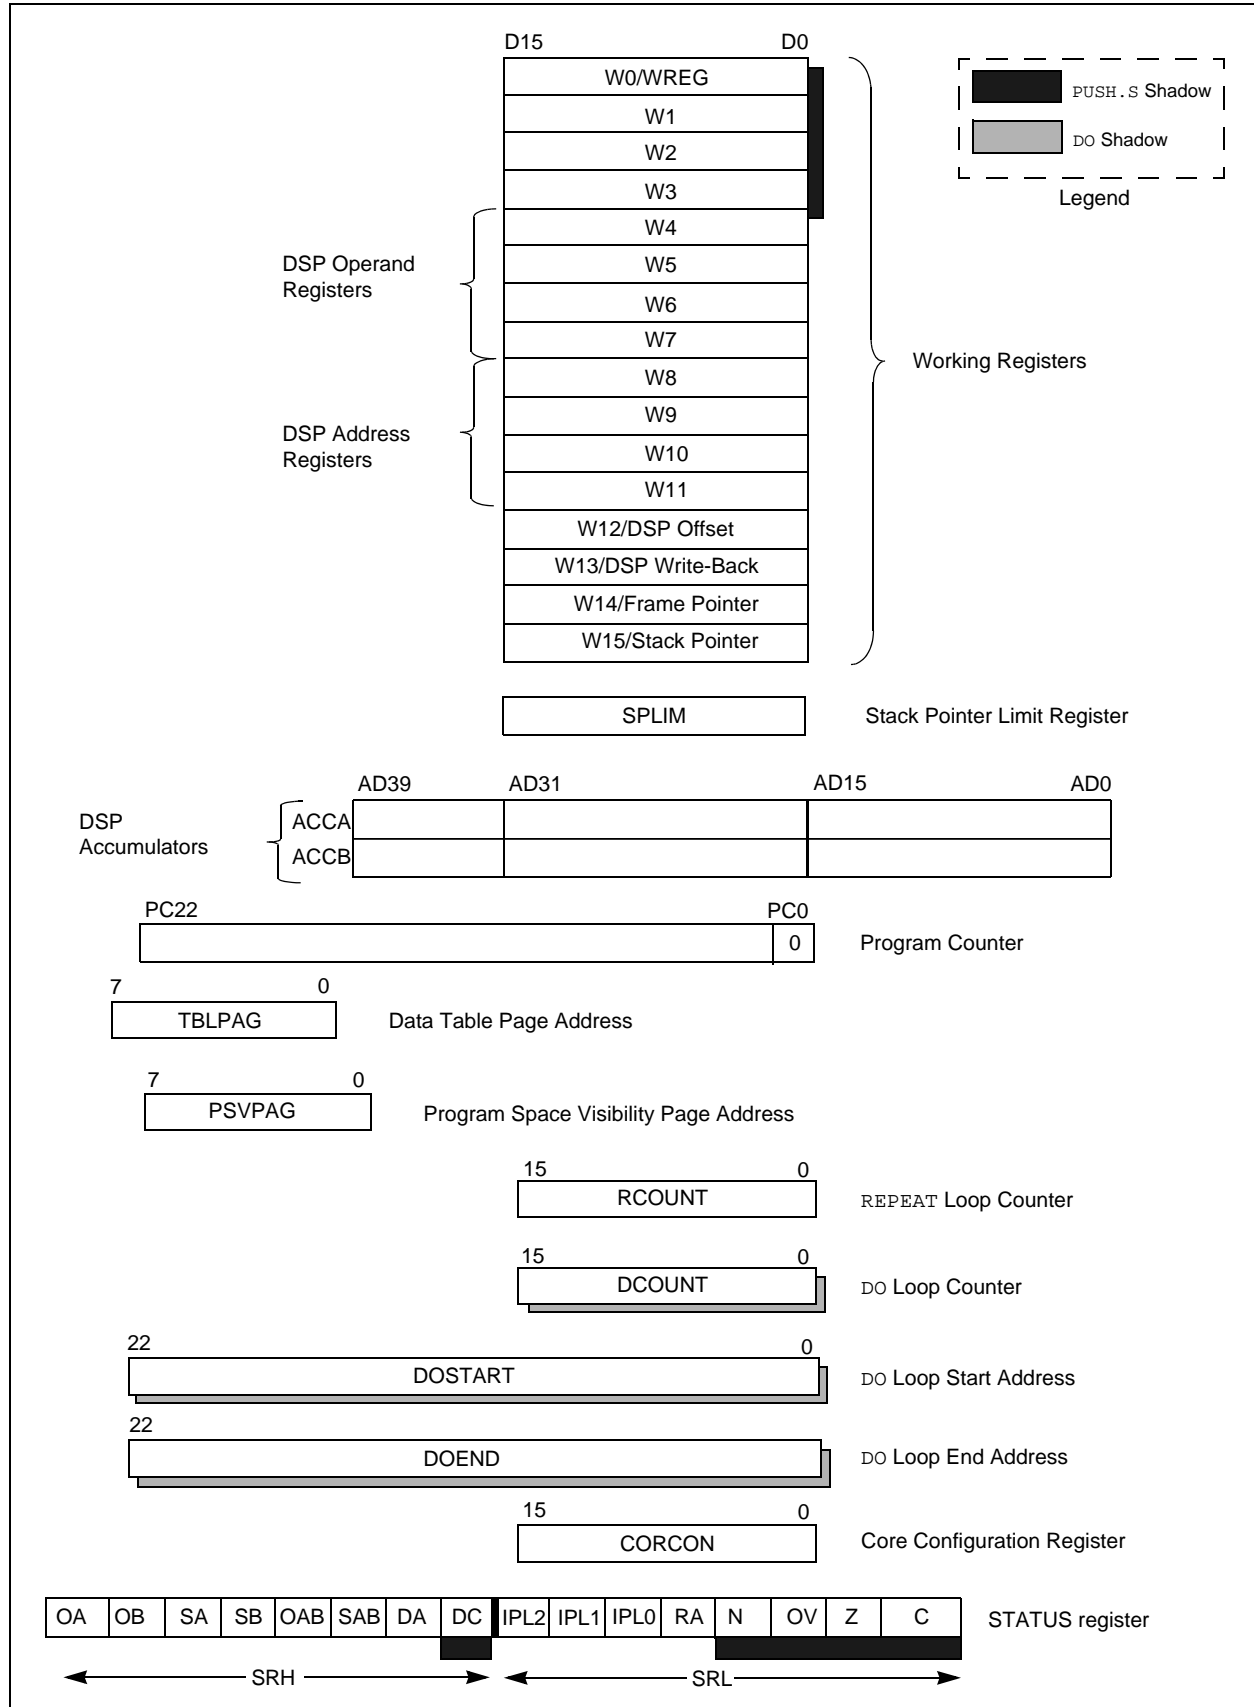 D15 D0
W0/WREG
W1
W2
W3
W4
W5
W6
W7
W8
W9
W10
W11
W12/DSP Offset
W13/DSP Write-Back
W14/Frame Pointer
W15/Stack Pointer
PUSH.S Shadow
DO Shadow
Legend
DSP Operand
Registers
DSP Address
Registers
Working Registers
SPLIM Stack Pointer Limit Register
AD39 AD31 AD15 AD0
DSP
Accumulators
ACCA
ACCB
PC22 PC0
0 Program Counter
7 0
TBLPAG Data Table Page Address
7 0
PSVPAG Program Space Visibility Page Address
15 0
RCOUNT REPEAT Loop Counter
15 0
DCOUNT DO Loop Counter
22 0
DOSTART DO Loop Start Address
22
DOEND DO Loop End Address
15 0
CORCON Core Configuration Register
OA OB SA SB OAB SAB DA DC IPL2 IPL1 IPL0 RA N OV Z C STATUS register
SRH SRL